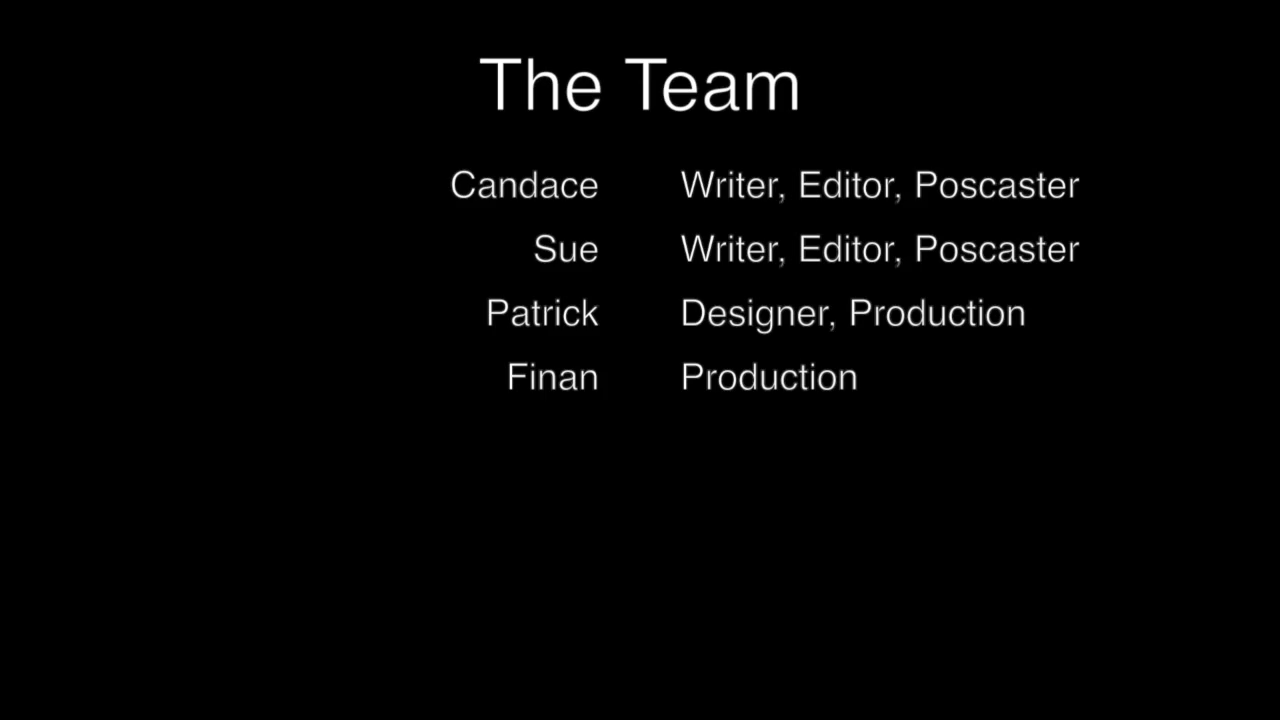 The Team
Candace Writer, Editor, Poscaster
Sue Writer, Editor, Poscaster
Patrick Designer, Production
Finan Production